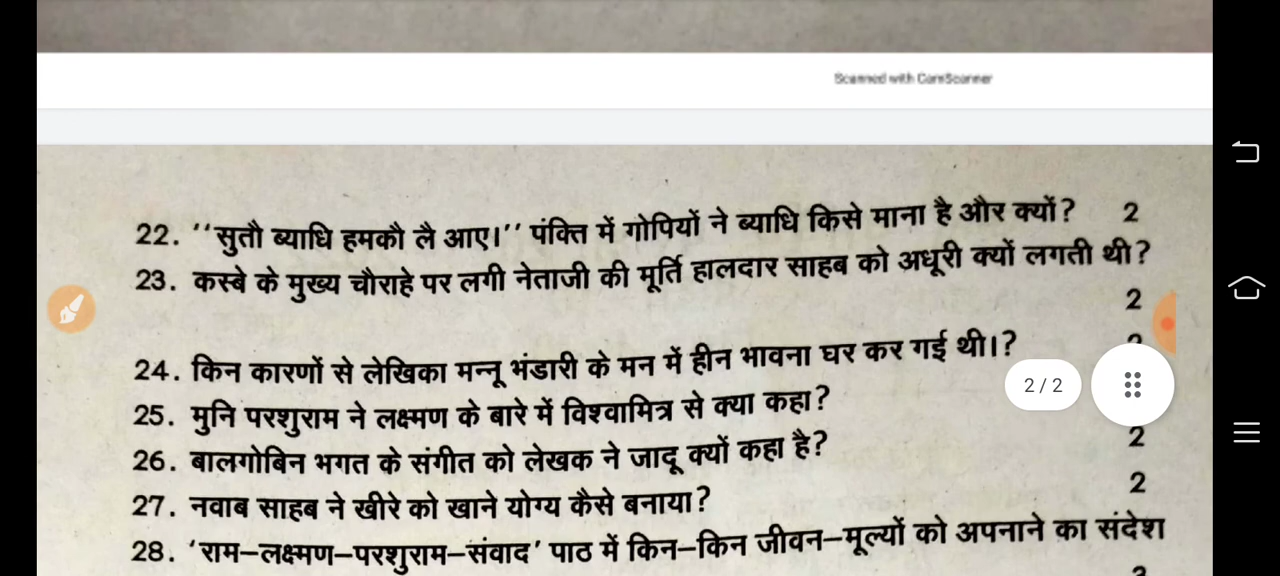 Scanned with CamScanner
22. ''सुतौ ब्याधि हमकौ लै आए।'' पंक्ति में गोपियों ने ब्याधि किसे माना है और क्यों? 2
23. कस्बे के मुख्य चौराहे पर लगी नेताजी की मूर्ति हालदार साहब को अधूरी क्यों लगती थी?
2
24. किन कारणों से लेखिका मन्नू भंडारी के मन में हीन भावना घर कर गई थी।?
2 / 2
25. मुनि परशुराम ने लक्ष्मण के बारे में विश्वामित्र से क्या कहा?
2
26. बालगोबिन भगत के संगीत को लेखक ने जादू क्यों कहा है?
2
27. नवाब साहब ने खीरे को खाने योग्य कैसे बनाया?
28. 'राम–लक्ष्मण–परशुराम–संवाद' पाठ में किन–किन जीवन–मूल्यों को अपनाने का संदेश